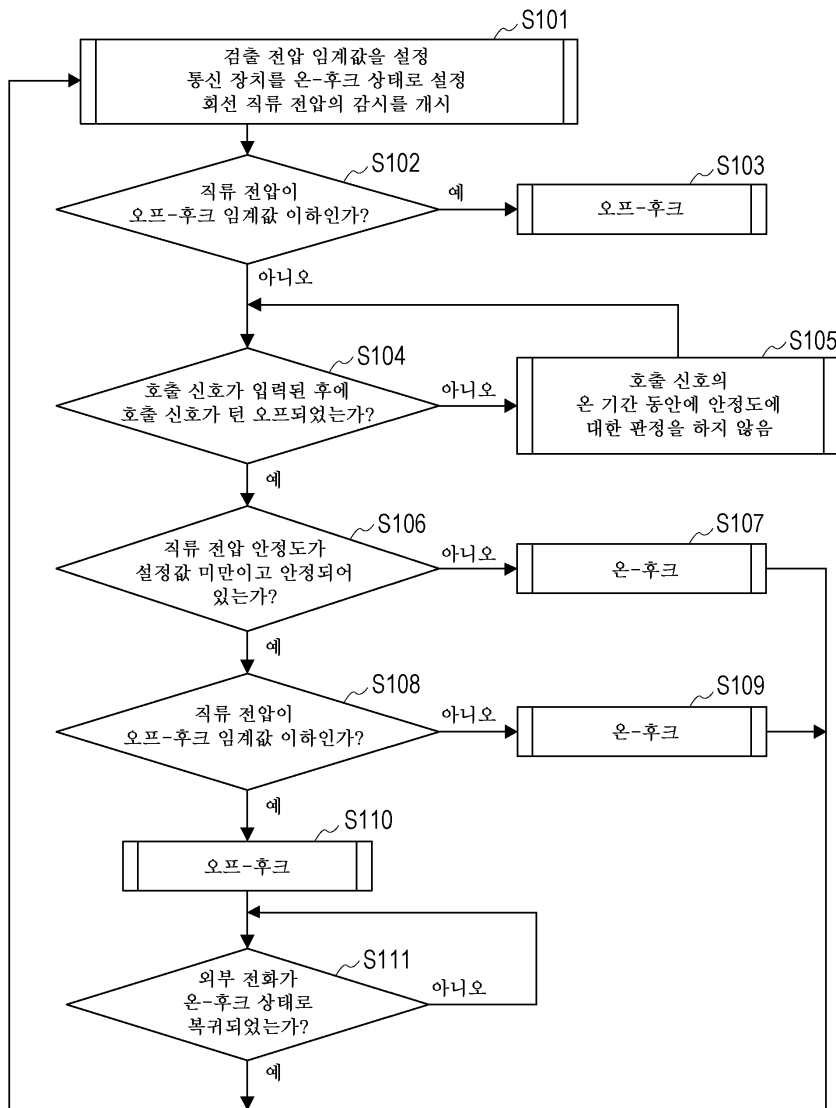 S101
검출 전압 임계값을 설정
통신 장치를 온-후크 상태로 설정
회선 직류 전압의 감시를 개시
S102
직류 전압이
오프-후크 임계값 이하인가?
예
S103
오프-후크
아니오
S104
호출 신호가 입력된 후에
호출 신호가 턴 오프되었는가?
아니오
S105
호출 신호의
온 기간 동안에 안정도에
대한 판정을 하지 않음
예
S106
직류 전압 안정도가
설정값 미만이고 안정되어
있는가?
아니오
S107
온-후크
예
S108
직류 전압이
오프-후크 임계값 이하인가?
아니오
S109
온-후크
예
S110
오프-후크
S111
외부 전화가
온-후크 상태로
복귀되었는가?
아니오
예